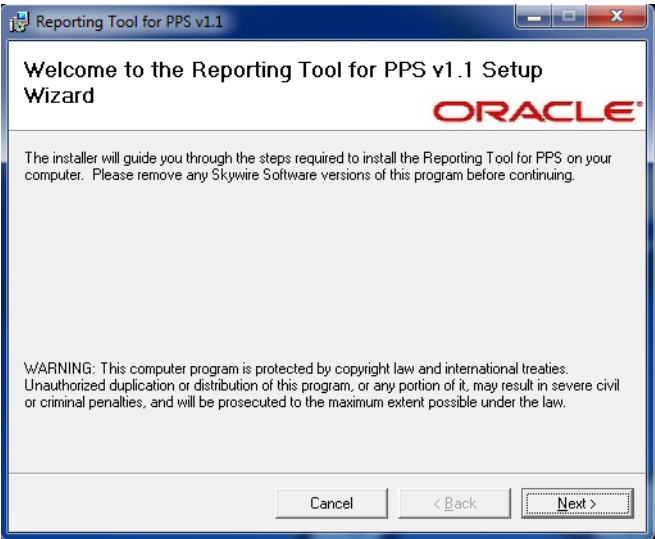 Reporting Tool for PPS v1.1
Welcome to the Reporting Tool for PPS v1.1 Setup
Wizard
ORACLE
The installer will guide you through the steps required to install the Reporting Tool for PPS on your
computer.  Please remove any Skywire Software versions of this program before continuing.
WARNING: This computer program is protected by copyright law and international treaties.
Unauthorized duplication or distribution of this program, or any portion of it, may result in severe civil
or criminal penalties, and will be prosecuted to the maximum extent possible under the law.
Cancel < Back Next >